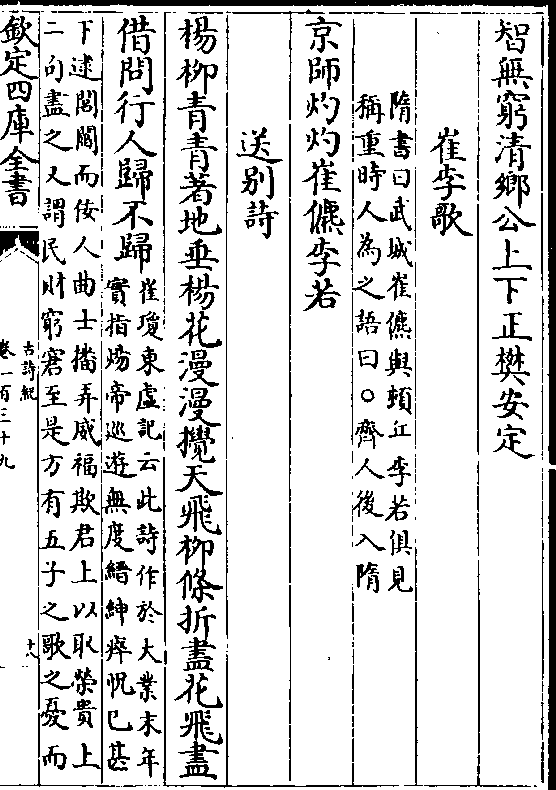 智無窮清鄉公上下正樊安定
崔李歌
隋書曰武城崔儦與頓丘李若俱見
稱重時人為之語曰○齊人後入隋
京師灼灼崔儦李若
送别詩
楊柳青青著地垂楊花漫漫攪天飛柳條折盡花飛盡
借問行人歸不歸
崔瓊東虛記云此詩作於大業末年
實指煬帝巡遊無度縉紳瘁怳已甚
下逮閭閻而佞人曲士播弄威福欺君上以取榮貴上
二句盡之又謂民財窮窘至是方有五子之歌之憂而
欽定四庫全書
古詩紀
卷一百三十九
十八